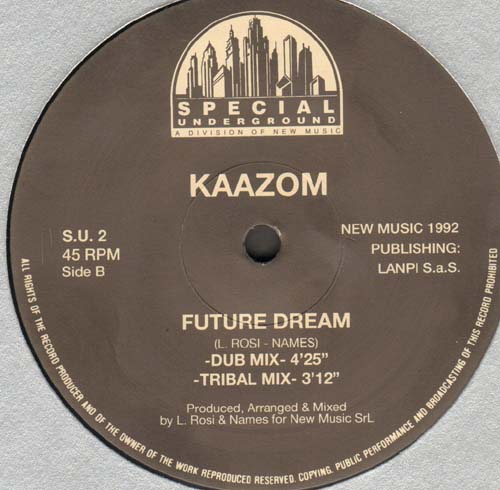 SPECIAL
UNDERGROUND
A DIVISION OF NEW MUSIC
KAAZOM
S.U. 2
45 RPM
Side B
NEW MUSIC 1992
PUBLISHING:
LANPI S.a.S.
FUTURE DREAM
(L. ROSI - NAMES)
-DUB MIX- 4'25"
-TRIBAL MIX- 3'12"
Produced, Arranged & Mixed
by L. Rosi & Names for New Music SrL
ALL RIGHTS OF THE RECORD PRODUCER AND OF THE OWNER OF THE WORK REPRODUCED RESERVED. COPYING. PUBLIC PERFORMANCE AND BROADCASTING OF THIS RECORD PROHIBITED